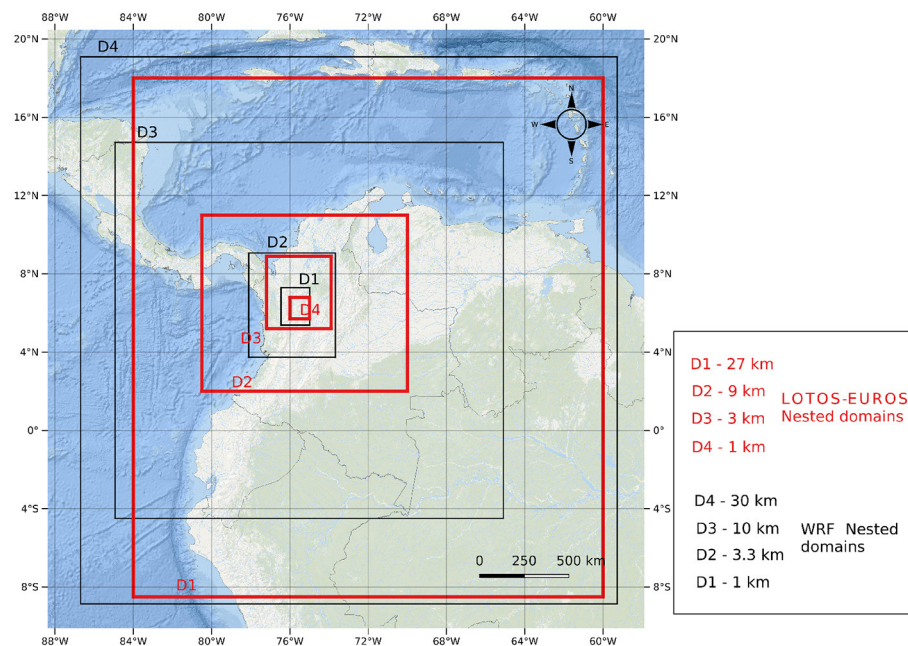 88°W 84°W 80°W 76°W 72°W 68°W 64°W 60°W
20°N 20°N
D4
16°N 16°N
D3
N
W E
S
12°N 12°N
D2
8°N 8°N
D1
D4
D3
4°N 4°N
D2
0° 0°
4°S 4°S
0 250 500 km
8°S 8°S
D1
88°W 84°W 80°W 76°W 72°W 68°W 64°W 60°W
D1 - 27 km
D2 - 9 km
D3 - 3 km
D4 - 1 km
LOTOS-EUROS
Nested domains
D4 - 30 km
D3 - 10 km
D2 - 3.3 km
D1 - 1 km
WRF Nested
domains